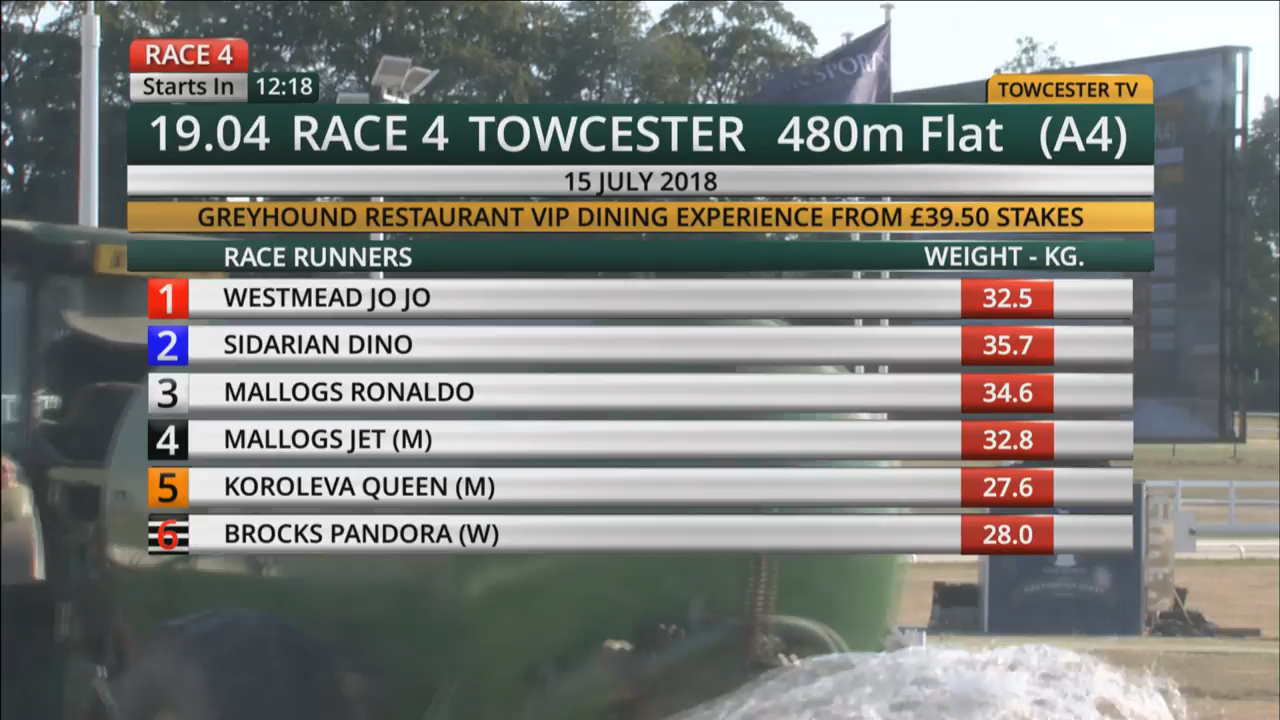 RACE 4
Starts In 12:18
TOWCESTER TV
19.04 RACE 4 TOWCESTER 480m Flat (A4)
15 JULY 2018
GREYHOUND RESTAURANT VIP DINING EXPERIENCE FROM £39.50 STAKES
RACE RUNNERS WEIGHT - KG.
1 WESTMEAD JO JO 32.5
2 SIDARIAN DINO 35.7
3 MALLOGS RONALDO 34.6
4 MALLOGS JET (M) 32.8
5 KOROLEVA QUEEN (M) 27.6
6 BROCKS PANDORA (W) 28.0